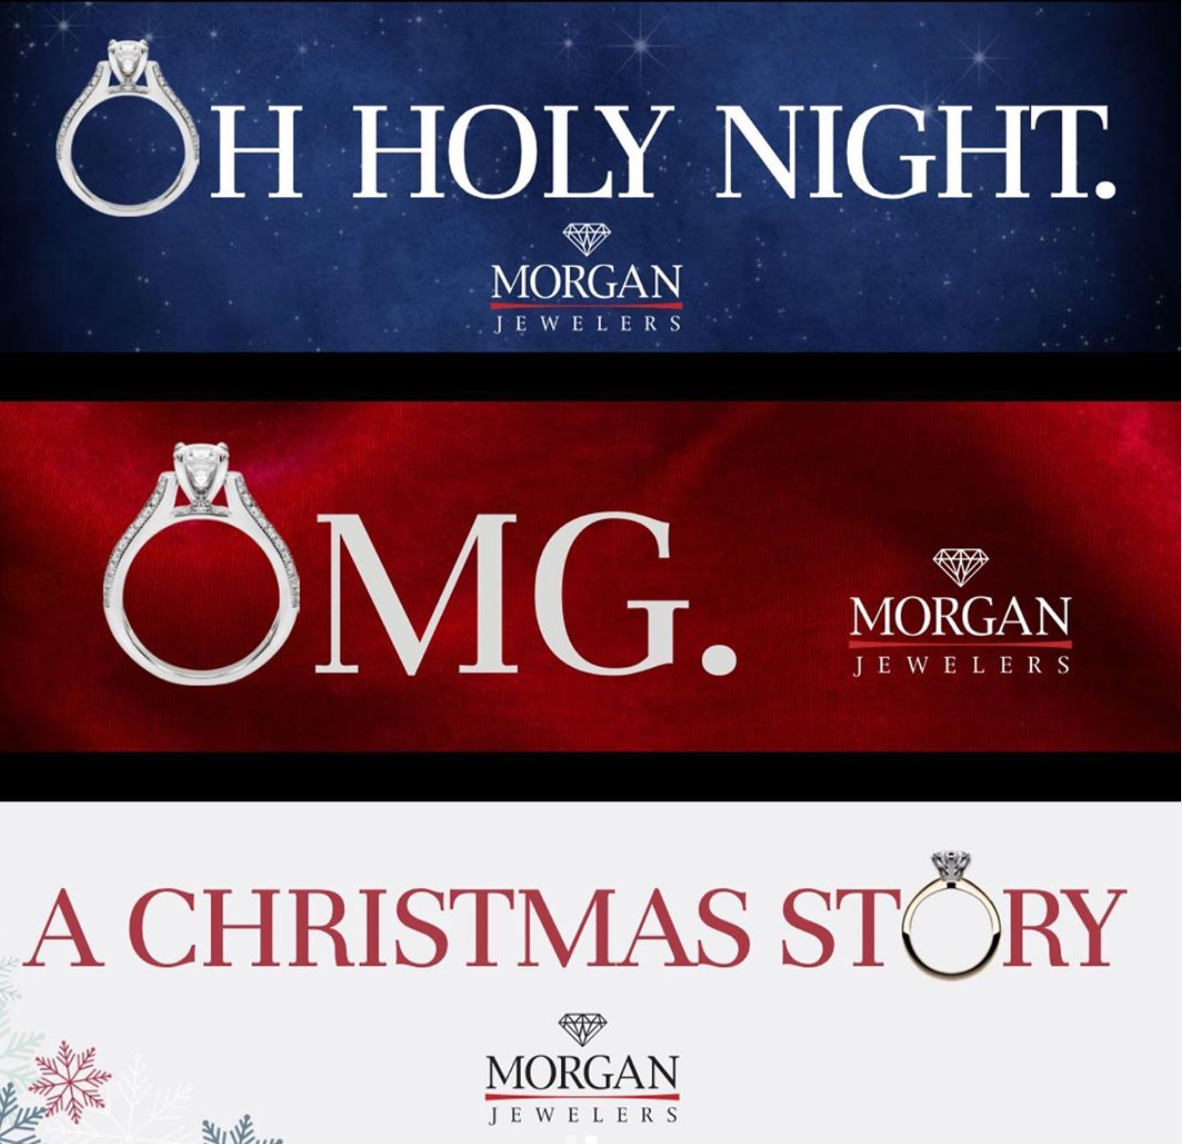 OH HOLY NIGHT.
MORGAN
JEWELERS
OMG.
MORGAN
JEWELERS
A CHRISTMAS STORY
MORGAN
JEWELERS